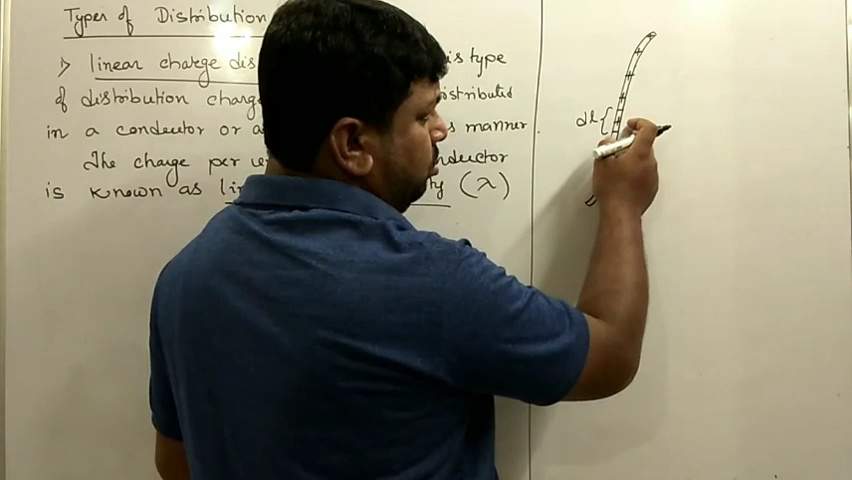 Types of Distribution
> linear charge dis is type
of distribution charg istributed
in a conductor or a s manner
The charge per nductor
is known as li ty (λ)
dl